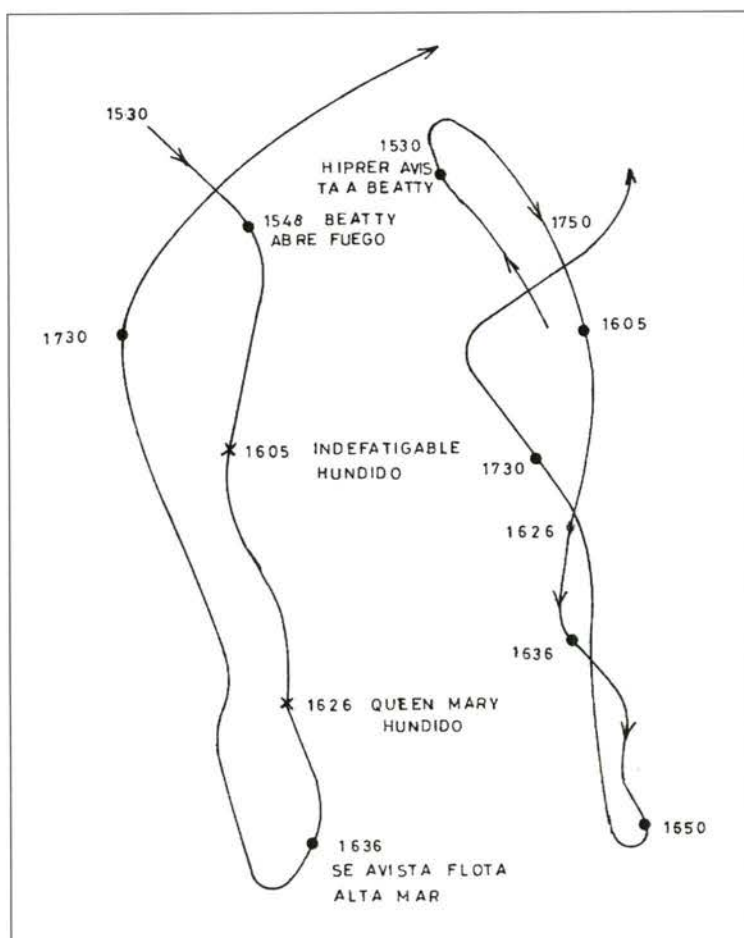 1530
1548 BEATTY
ABRE FUEGO
1730
1605 INDEFATIGABLE
HUNDIDO
1626 QUEEN MARY
HUNDIDO
1636
SE AVISTA FLOTA
ALTA MAR
1530
HIPRER AVIS
TA A BEATTY
1750
1605
1730
1626
1636
1650